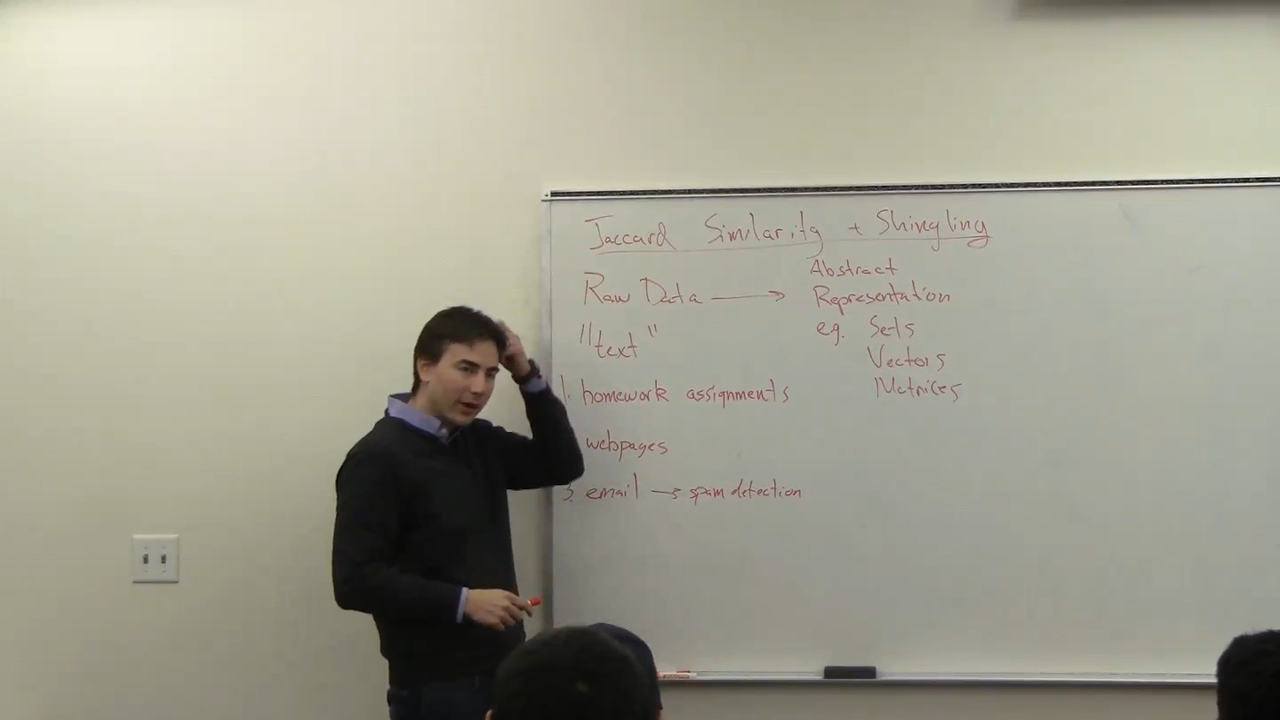 Jaccard Similarity + Shingling
Raw Data → Abstract
Representation
"text"
eg. Sets
Vectors
Matrices
1. homework assignments
webpages
3. email → spam detection